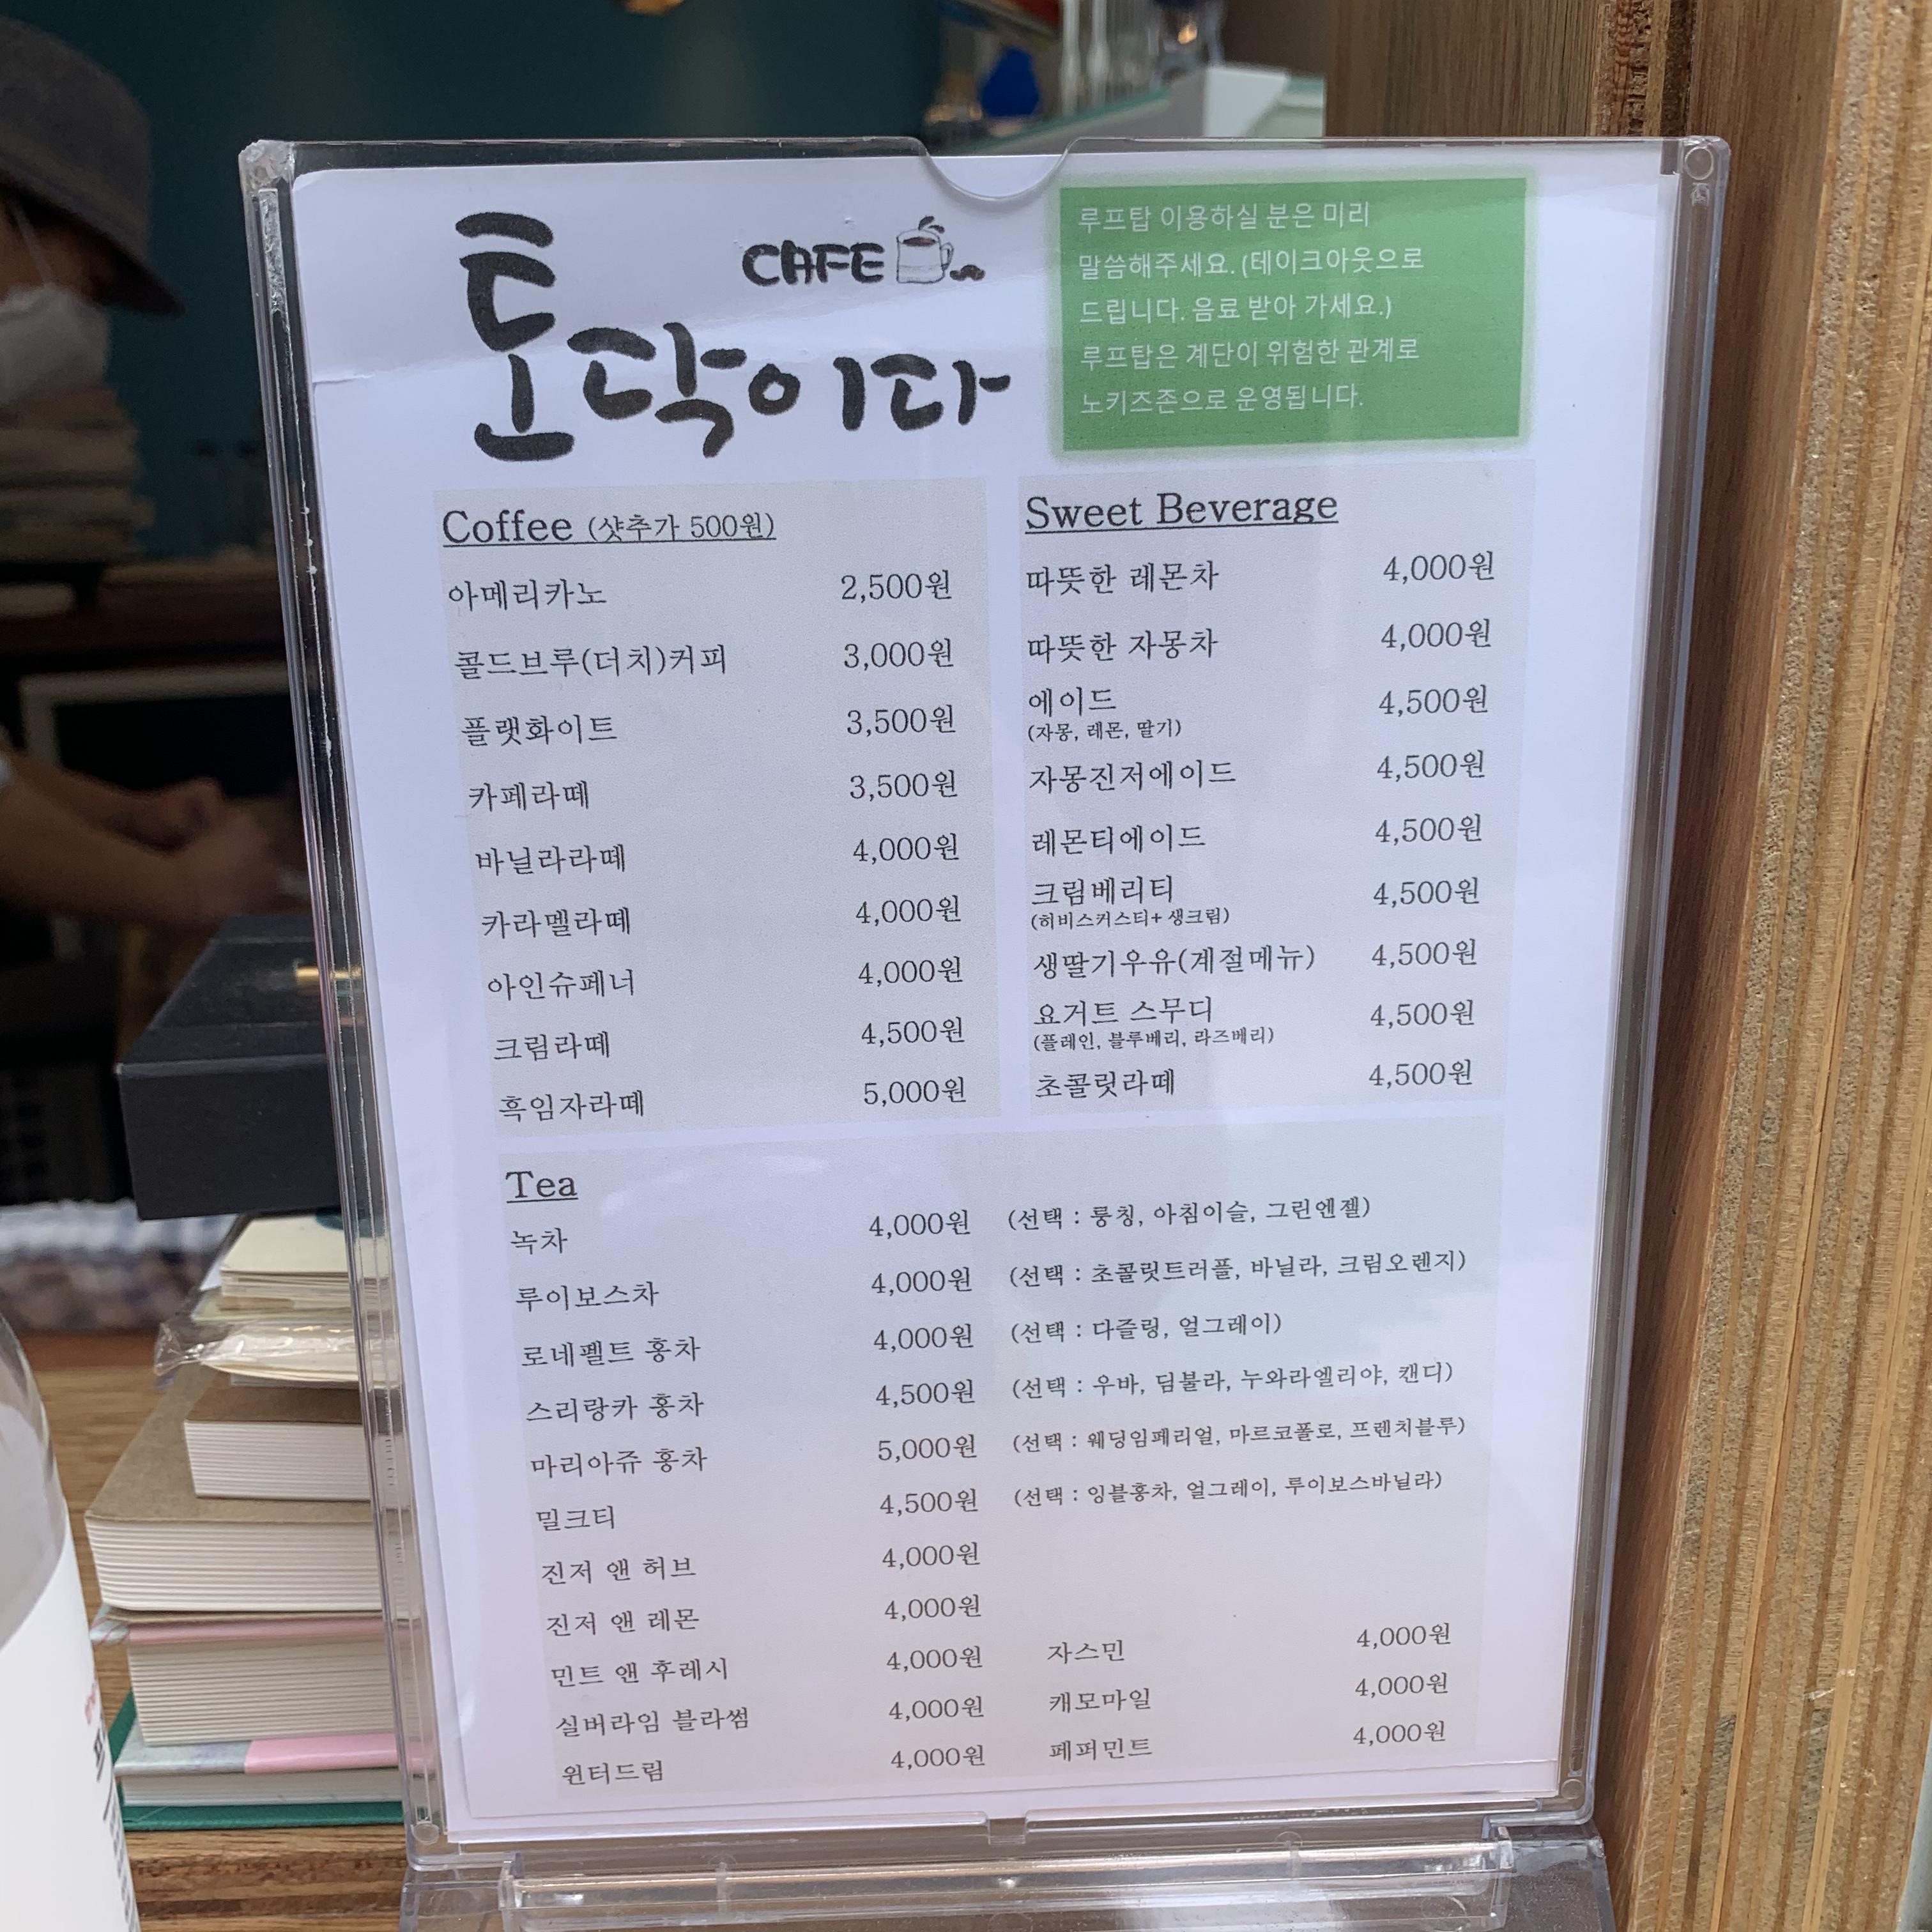 CAFE
토닥이다
루프탑 이용하실 분은 미리
말씀해주세요. (테이크아웃으로
드립니다. 음료 받아 가세요.)
루프탑은 계단이 위험한 관계로
노키즈존으로 운영됩니다.
Coffee (샷추가 500원)
아메리카노 2,500원
콜드브루(더치)커피 3,000원
플랫화이트 3,500원
카페라떼 3,500원
바닐라라떼 4,000원
카라멜라떼 4,000원
아인슈페너 4,000원
크림라떼 4,500원
흑임자라떼 5,000원
Sweet Beverage
따뜻한 레몬차 4,000원
따뜻한 자몽차 4,000원
에이드 4,500원
(자몽, 레몬, 딸기)
자몽진저에이드 4,500원
레몬티에이드 4,500원
크림베리티 4,500원
(히비스커스티+ 생크림)
생딸기우유(계절메뉴) 4,500원
요거트 스무디 4,500원
(플레인, 블루베리, 라즈베리)
초콜릿라떼 4,500원
Tea
녹차 4,000원 (선택 : 룽칭, 아침이슬, 그린엔젤)
루이보스차 4,000원 (선택 : 초콜릿트러플, 바닐라, 크림오렌지)
로네펠트 홍차 4,000원 (선택 : 다즐링, 얼그레이)
스리랑카 홍차 4,500원 (선택 : 우바, 딤불라, 누와라엘리야, 캔디)
마리아쥬 홍차 5,000원 (선택 : 웨딩임페리얼, 마르코폴로, 프렌치블루)
밀크티 4,500원 (선택 : 잉블홍차, 얼그레이, 루이보스바닐라)
진저 앤 허브 4,000원
진저 앤 레몬 4,000원
민트 앤 후레시 4,000원 자스민 4,000원
실버라임 블라썸 4,000원 캐모마일 4,000원
윈터드림 4,000원 페퍼민트 4,000원